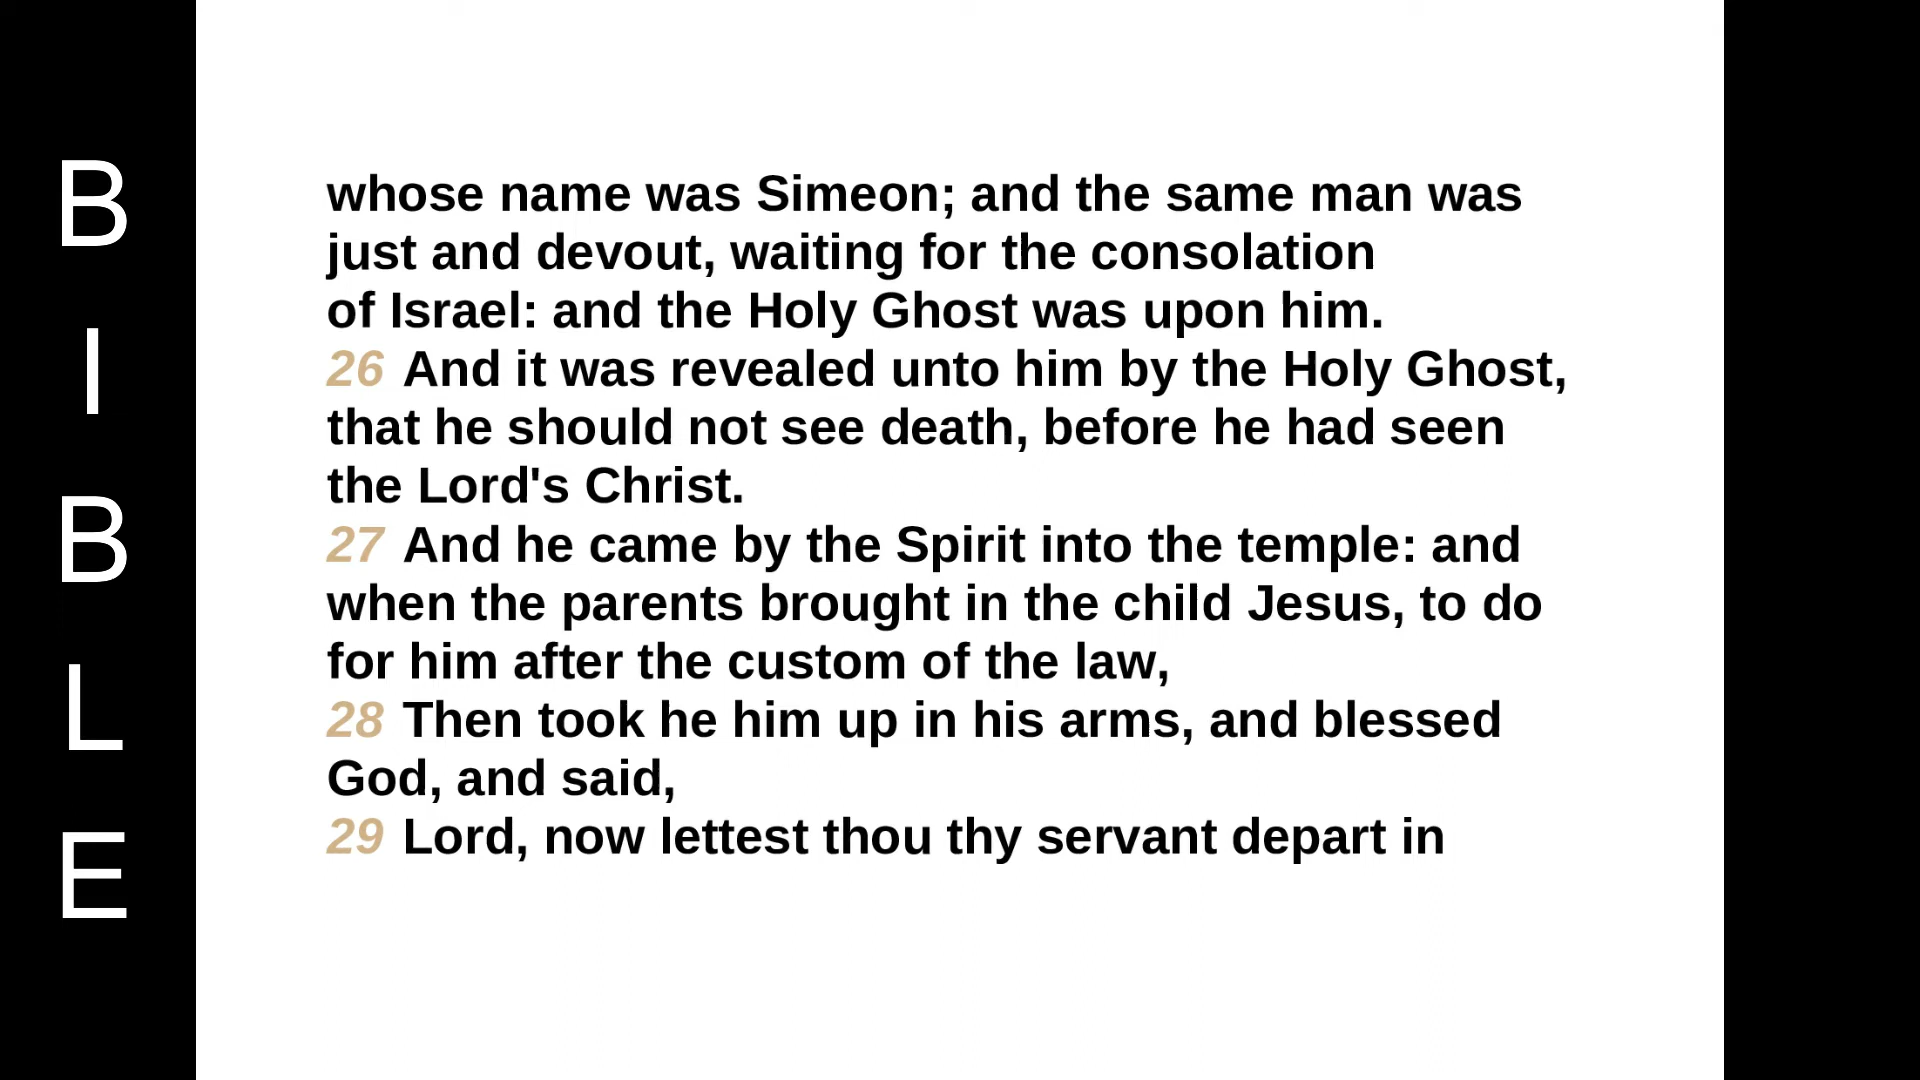 B
I
B
L
E
whose name was Simeon; and the same man was
just and devout, waiting for the consolation
of Israel: and the Holy Ghost was upon him.
26 And it was revealed unto him by the Holy Ghost,
that he should not see death, before he had seen
the Lord's Christ.
27 And he came by the Spirit into the temple: and
when the parents brought in the child Jesus, to do
for him after the custom of the law,
28 Then took he him up in his arms, and blessed
God, and said,
29 Lord, now lettest thou thy servant depart in